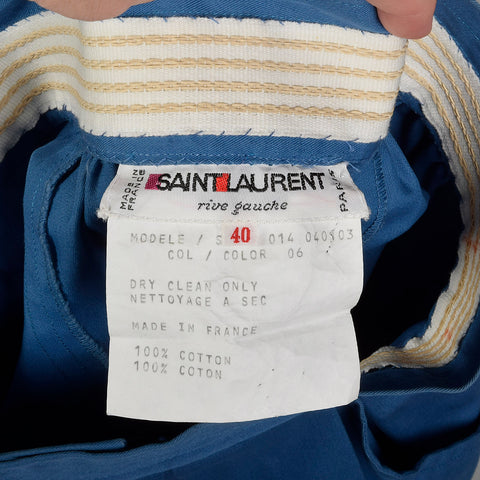 MADE IN
FRANCE
SAINT LAURENT
rive gauche
PARIS
MODELE / S 40 014 040503
COL / COLOR 06
DRY CLEAN ONLY
NETTOYAGE A SEC
MADE IN FRANCE
100% COTTON
100% COTON